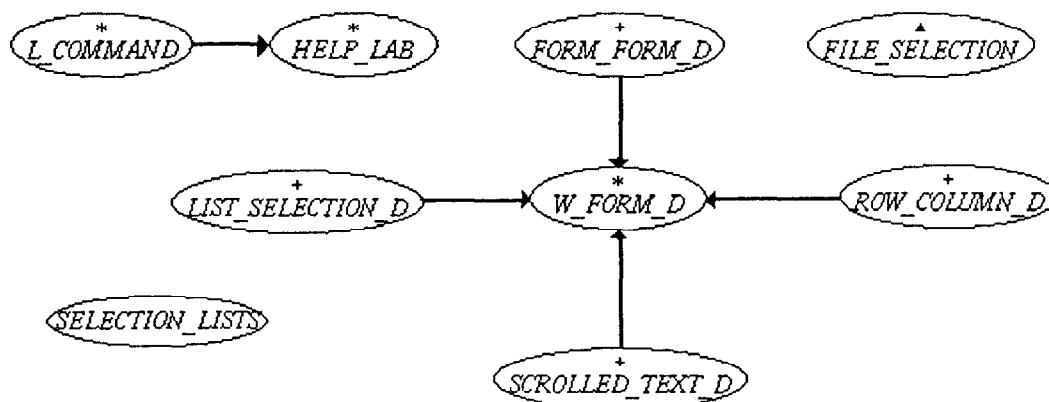 *
L_COMMAND
*
HELP_LAB
+
FORM_FORM_D
▲
FILE_SELECTION
+
LIST_SELECTION_D
*
W_FORM_D
+
ROW_COLUMN_D
SELECTION_LISTS
+
SCROLLED_TEXT_D